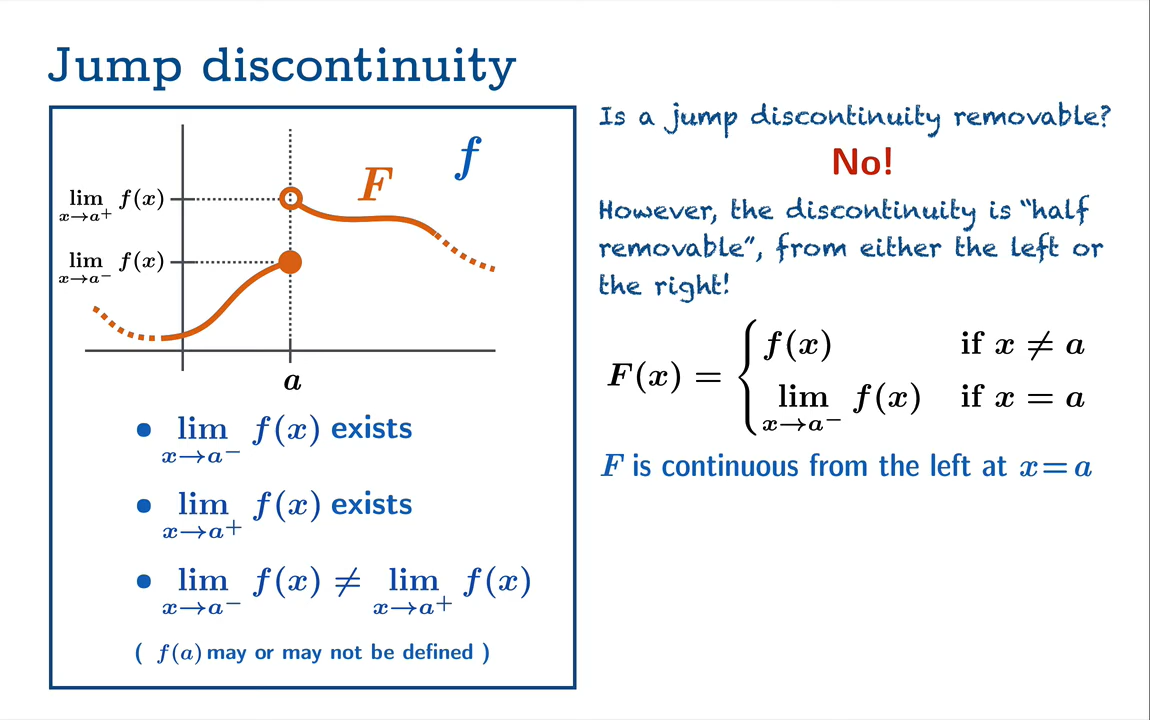 Jump discontinuity
f
F
lim f(x)
x→a⁺
lim f(x)
x→a⁻
a
• lim f(x) exists
x→a⁻
• lim f(x) exists
x→a⁺
• lim f(x) ≠ lim f(x)
x→a⁻ x→a⁺
( f(a) may or may not be defined )
Is a jump discontinuity removable?
No!
However, the discontinuity is “half
removable”, from either the left or
the right!
F(x) = { f(x) if x ≠ a
lim f(x) if x = a
x→a⁻
F is continuous from the left at x=a